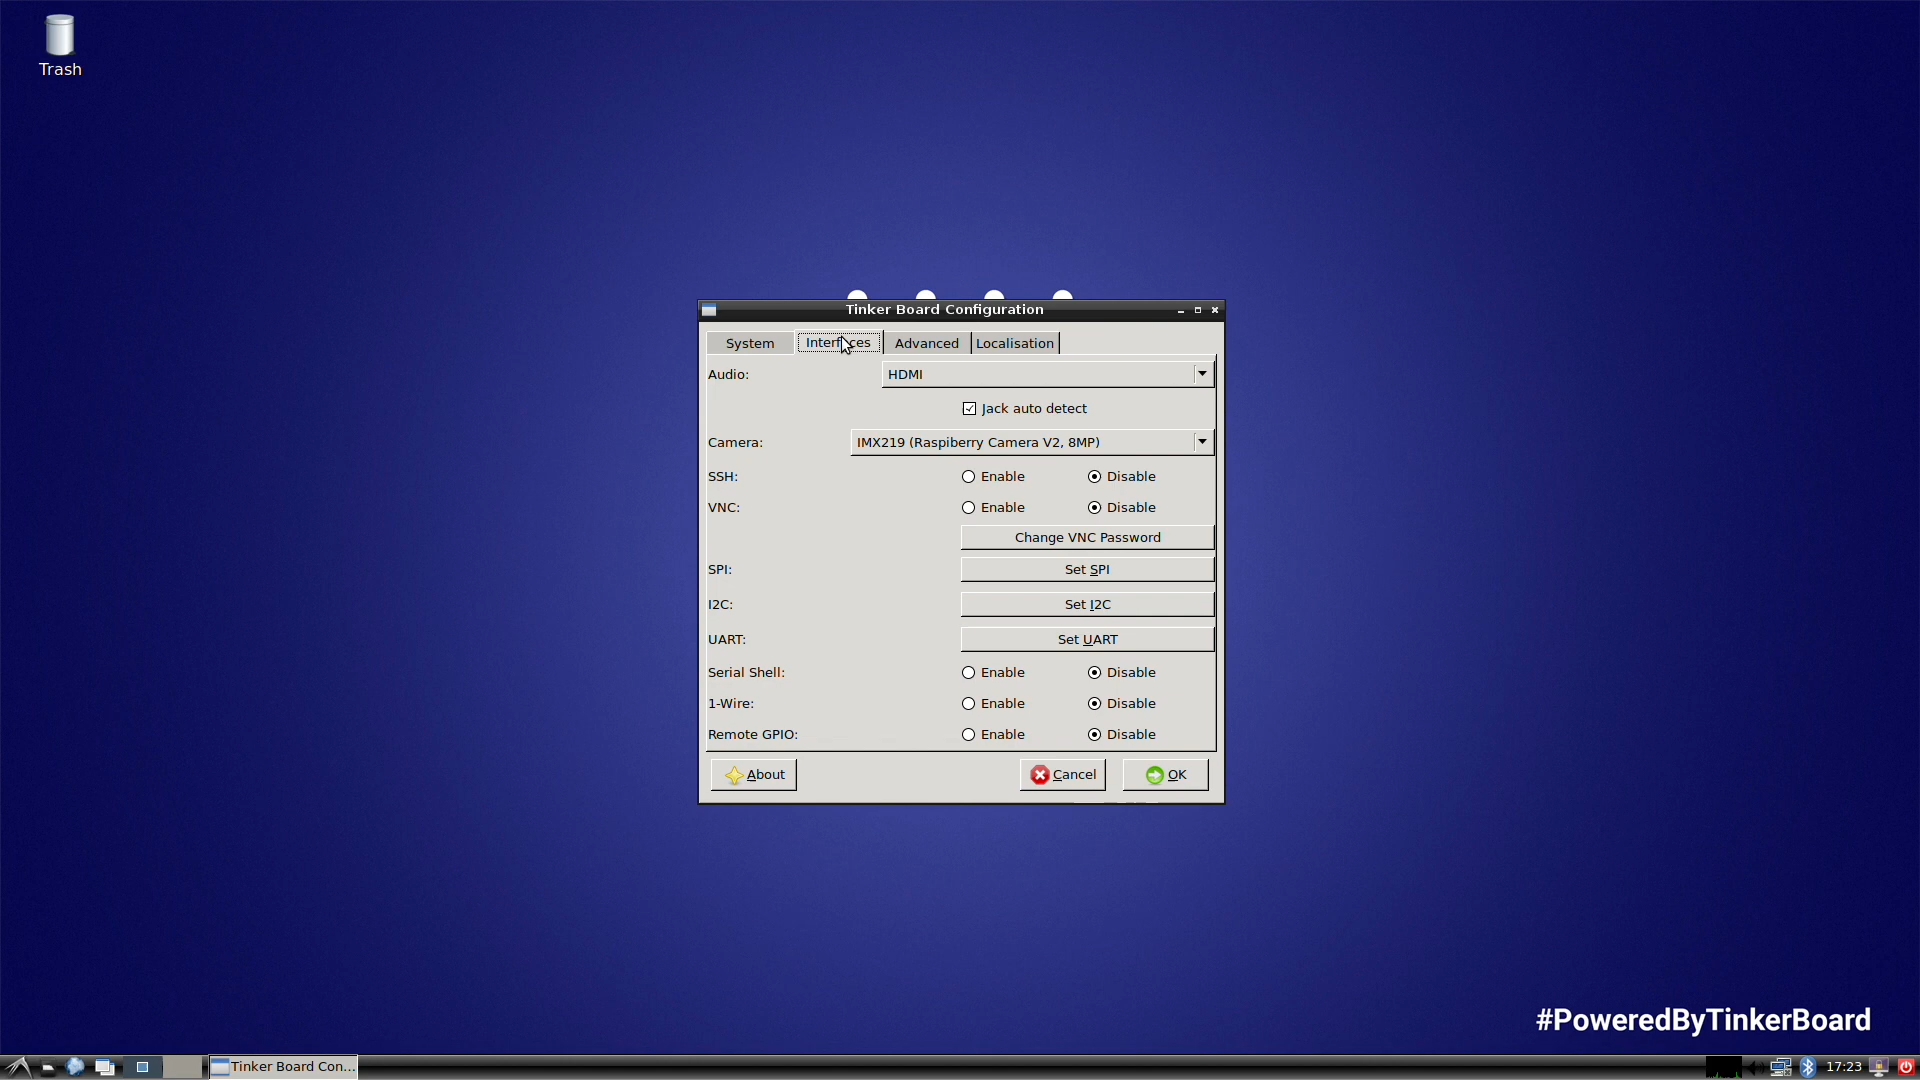 Trash
Tinker Board Configuration
System Interfaces Advanced Localisation
Audio: HDMI
Jack auto detect
Camera: IMX219 (Raspiberry Camera V2, 8MP)
SSH: Enable Disable
VNC: Enable Disable
Change VNC Password
SPI: Set SPI
I2C: Set I2C
UART: Set UART
Serial Shell: Enable Disable
1-Wire: Enable Disable
Remote GPIO: Enable Disable
About Cancel OK
#PoweredByTinkerBoard
Tinker Board Con... 17:23